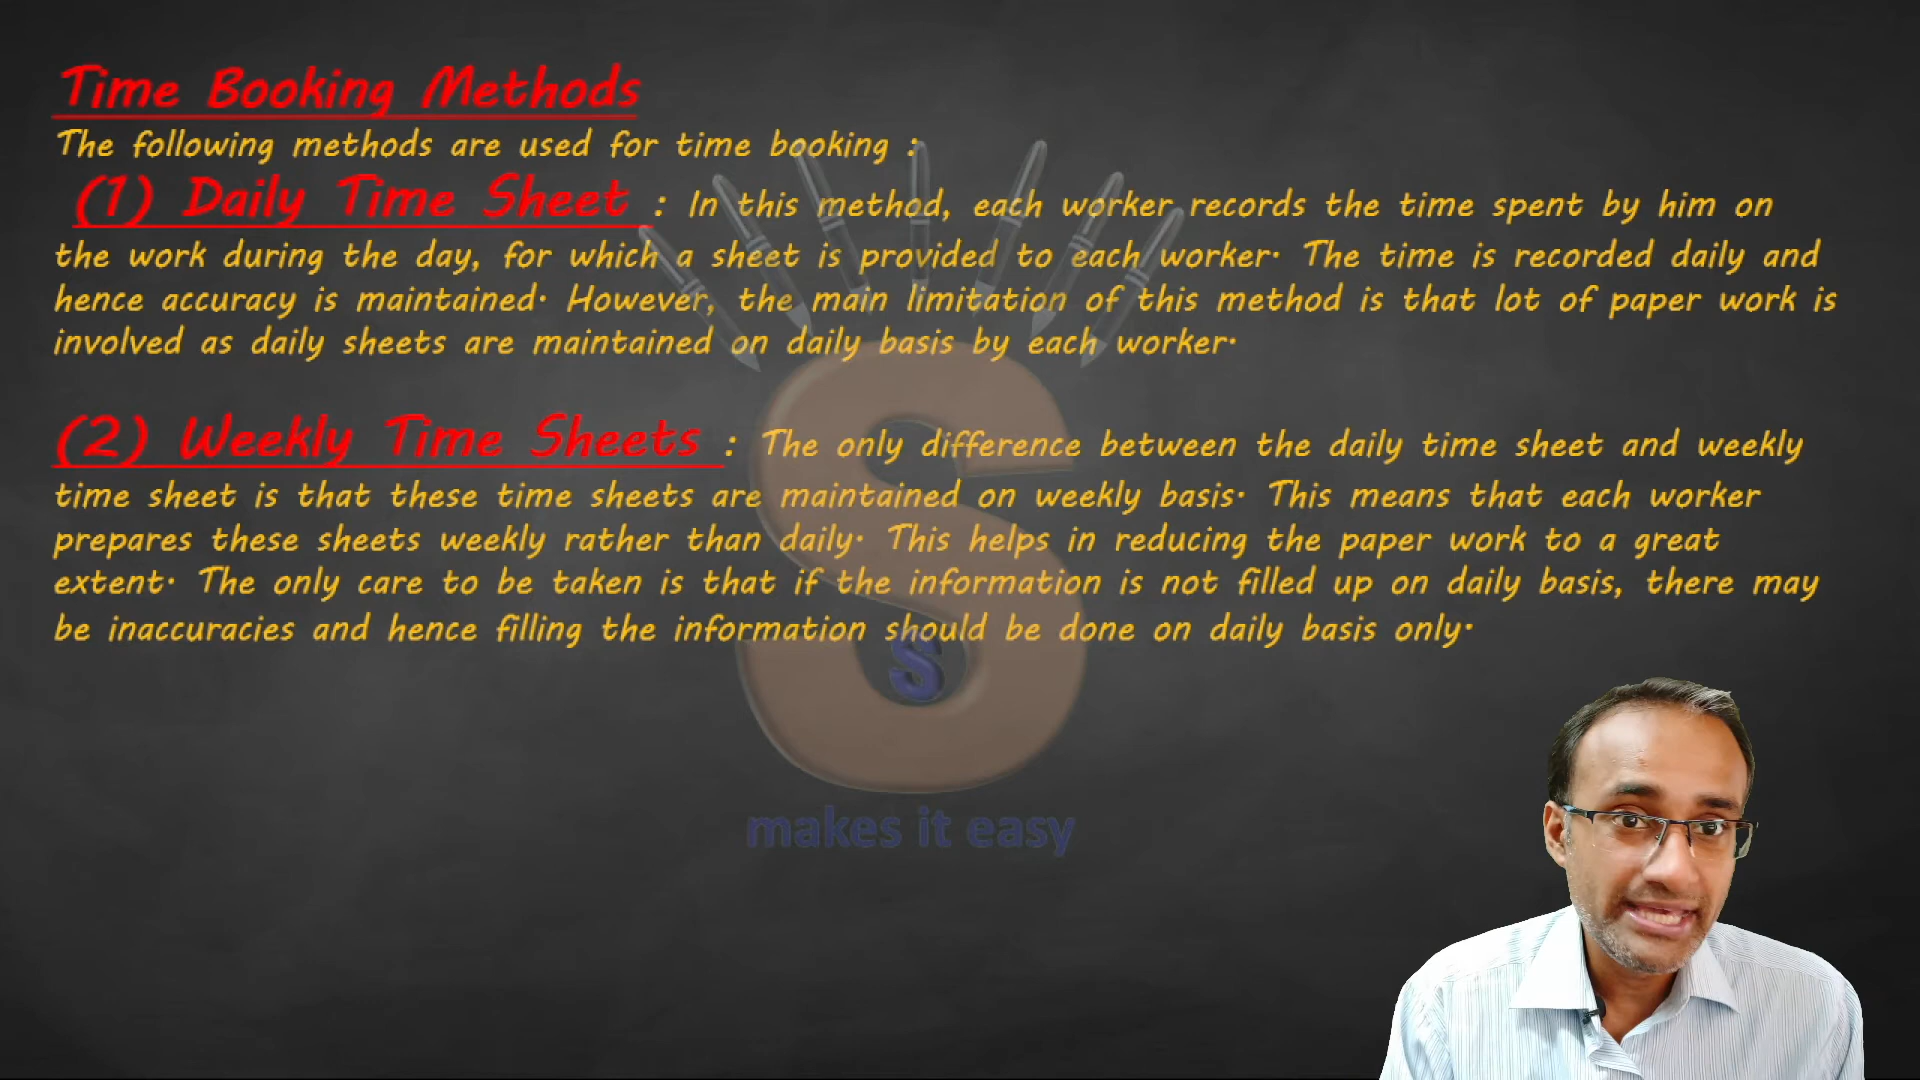 Time Booking Methods
The following methods are used for time booking :
(1) Daily Time Sheet : In this method, each worker records the time spent by him on
the work during the day, for which a sheet is provided to each worker. The time is recorded daily and
hence accuracy is maintained. However, the main limitation of this method is that lot of paper work is
involved as daily sheets are maintained on daily basis by each worker.
(2) Weekly Time Sheets : The only difference between the daily time sheet and weekly
time sheet is that these time sheets are maintained on weekly basis. This means that each worker
prepares these sheets weekly rather than daily. This helps in reducing the paper work to a great
extent. The only care to be taken is that if the information is not filled up on daily basis, there may
be inaccuracies and hence filling the information should be done on daily basis only.
S
S
makes it easy